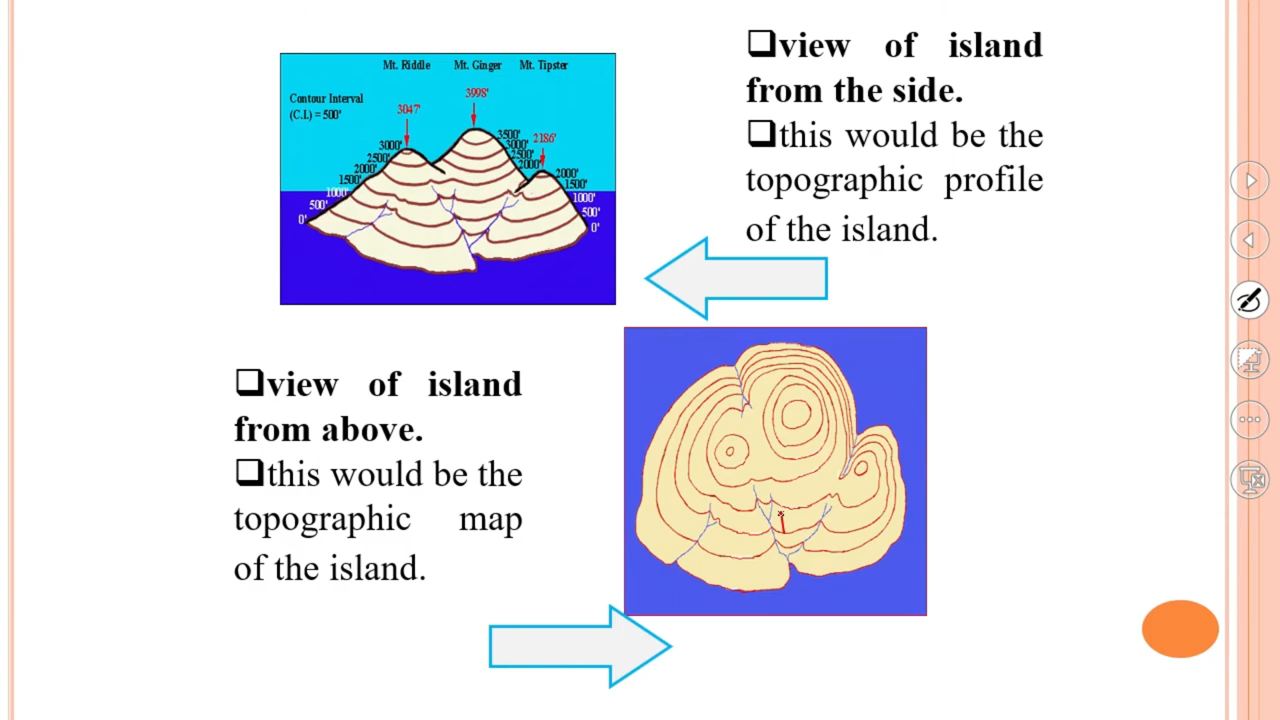 Mt. Riddle Mt. Ginger Mt. Tipster
Contour Interval
(C.I.) = 500'
3047'
3998'
2186'
3000'
2500'
2000'
1500'
1000'
500'
0'
3500'
3000'
2500'
2000'
2000'
1500'
1000'
500'
0'
❑view of island
from the side.
❑this would be the
topographic profile
of the island.
❑view of island
from above.
❑this would be the
topographic map
of the island.